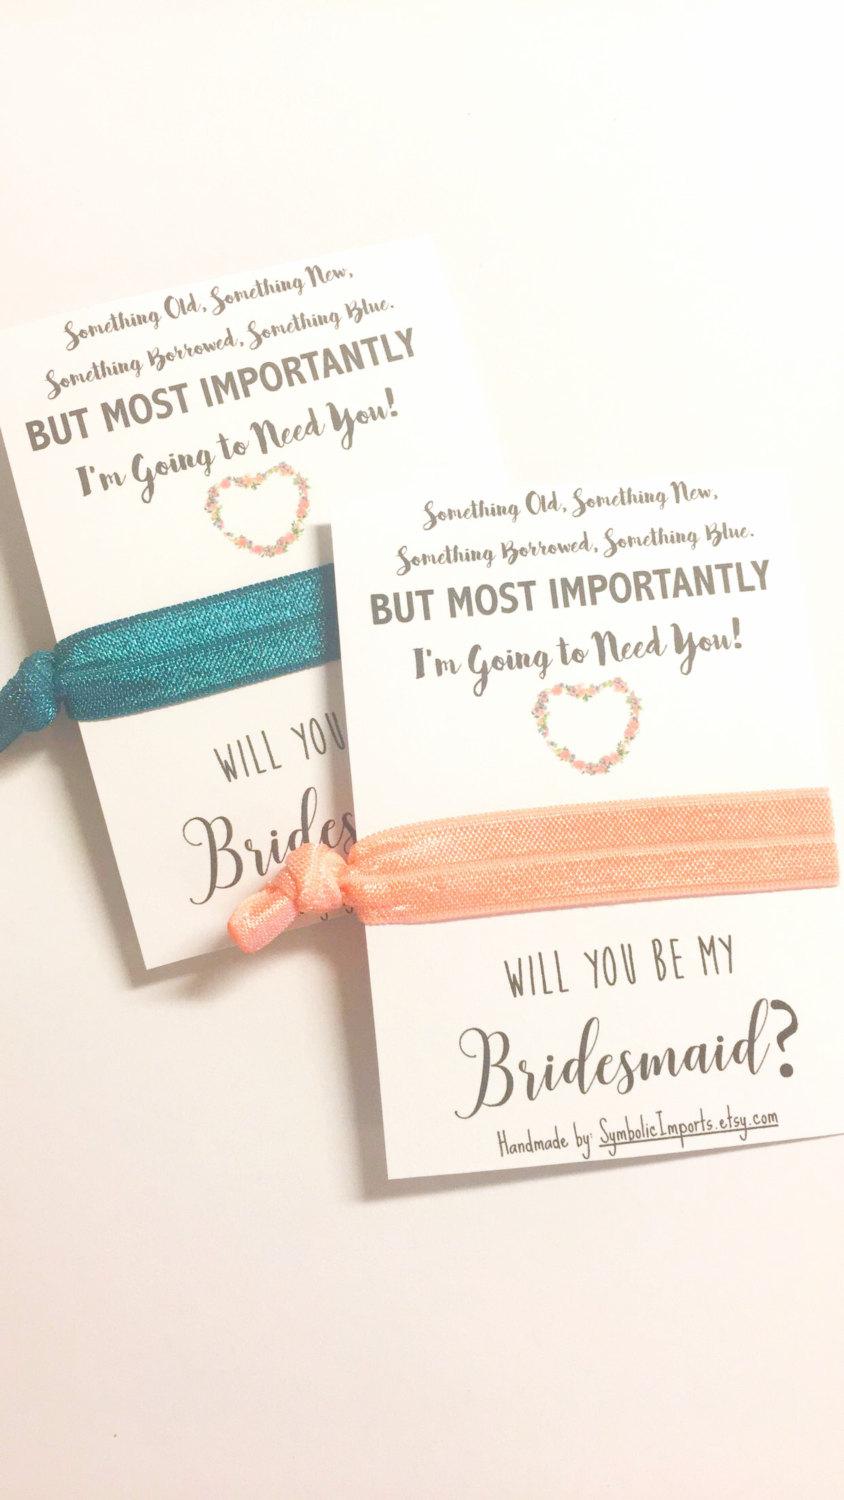 Something Old, Something New,
Something Borrowed, Something Blue.
BUT MOST IMPORTANTLY
I'm Going to Need You!
WILL YOU
Brides
Something Old, Something New,
Something Borrowed, Something Blue.
BUT MOST IMPORTANTLY
I'm Going to Need You!
WILL YOU BE MY
Bridesmaid?
Handmade by: SymbolicImports.etsy.com